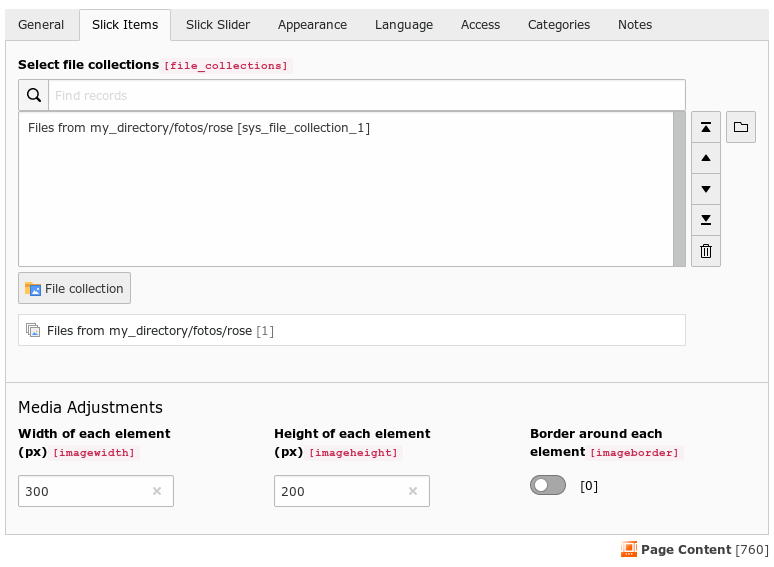 General Slick Items Slick Slider Appearance Language Access Categories Notes
Select file collections [file_collections]
Find records
Files from my_directory/fotos/rose [sys_file_collection_1]
File collection
Files from my_directory/fotos/rose [1]
Media Adjustments
Width of each element
(px) [imagewidth]
300
Height of each element
(px) [imageheight]
200
Border around each
element [imageborder]
[0]
Page Content [760]